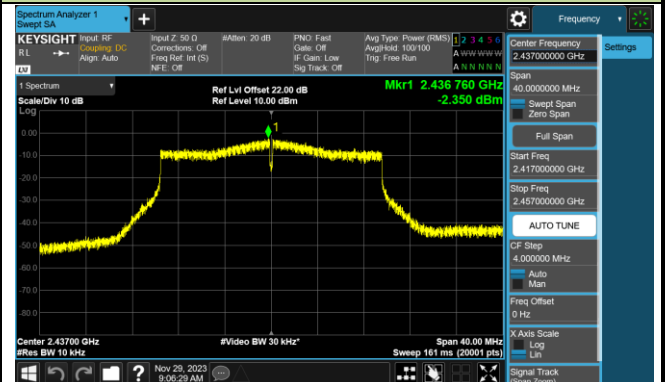 Spectrum Analyzer 1
Swept SA
Frequency
KEYSIGHT
RL
LXI
Input: RF
Coupling: DC
Align: Auto
Input Z: 50 Ω
Corrections: Off
Freq Ref: Int (S)
NFE: Off
#Atten: 20 dB
PNO: Fast
Gate: Off
IF Gain: Low
Sig Track: Off
Avg Type: Power (RMS)
Avg|Hold: 100/100
Trig: Free Run
1 2 3 4 5 6
A W W W W W
A N N N N N
1 Spectrum
Scale/Div 10 dB
Log
Ref Lvl Offset 22.00 dB
Ref Level 10.00 dBm
Mkr1 2.436 760 GHz
-2.350 dBm
1
0.00
-10.0
-20.0
-30.0
-40.0
-50.0
-60.0
-70.0
-80.0
Center 2.43700 GHz
#Res BW 10 kHz
#Video BW 30 kHz*
Span 40.00 MHz
Sweep 161 ms (20001 pts)
Center Frequency
2.437000000 GHz
Settings
Span
40.0000000 MHz
Swept Span
Zero Span
Full Span
Start Freq
2.417000000 GHz
Stop Freq
2.457000000 GHz
AUTO TUNE
CF Step
4.000000 MHz
Auto
Man
Freq Offset
0 Hz
X Axis Scale
Log
Lin
Signal Track
(Span Zoom)
?
Nov 29, 2023
9:06:29 AM